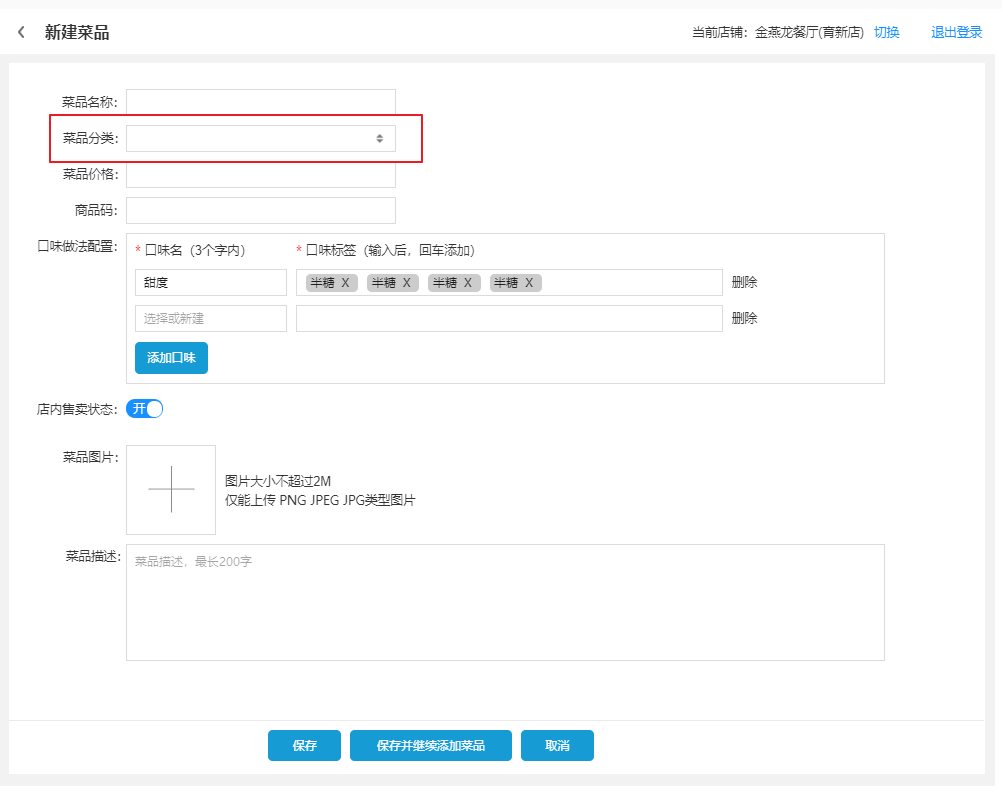 新建菜品
当前店铺：金燕龙餐厅(育新店) 切换 退出登录
菜品名称：
菜品分类：
菜品价格：
商品码：
口味做法配置：
* 口味名（3个字内） * 口味标签（输入后，回车添加）
甜度 半糖 X 半糖 X 半糖 X 半糖 X 删除
选择或新建 删除
添加口味
店内售卖状态： 开
菜品图片：
图片大小不超过2M
仅能上传 PNG JPEG JPG类型图片
菜品描述： 菜品描述，最长200字
保存 保存并继续添加菜品 取消